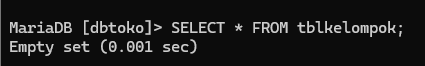 MariaDB [dbtoko]> SELECT * FROM tblkelompok;
Empty set (0.001 sec)